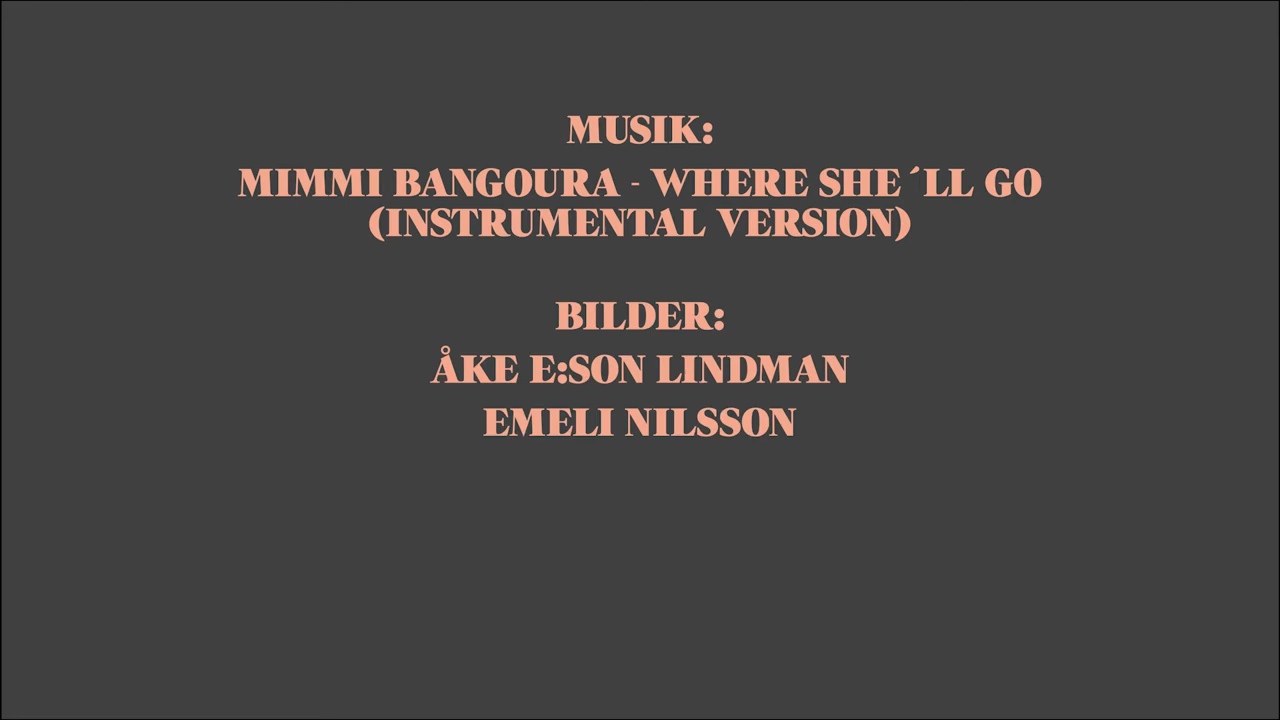 MUSIK:
MIMMI BANGOURA - WHERE SHE´LL GO
(INSTRUMENTAL VERSION)
BILDER:
ÅKE E:SON LINDMAN
EMELI NILSSON